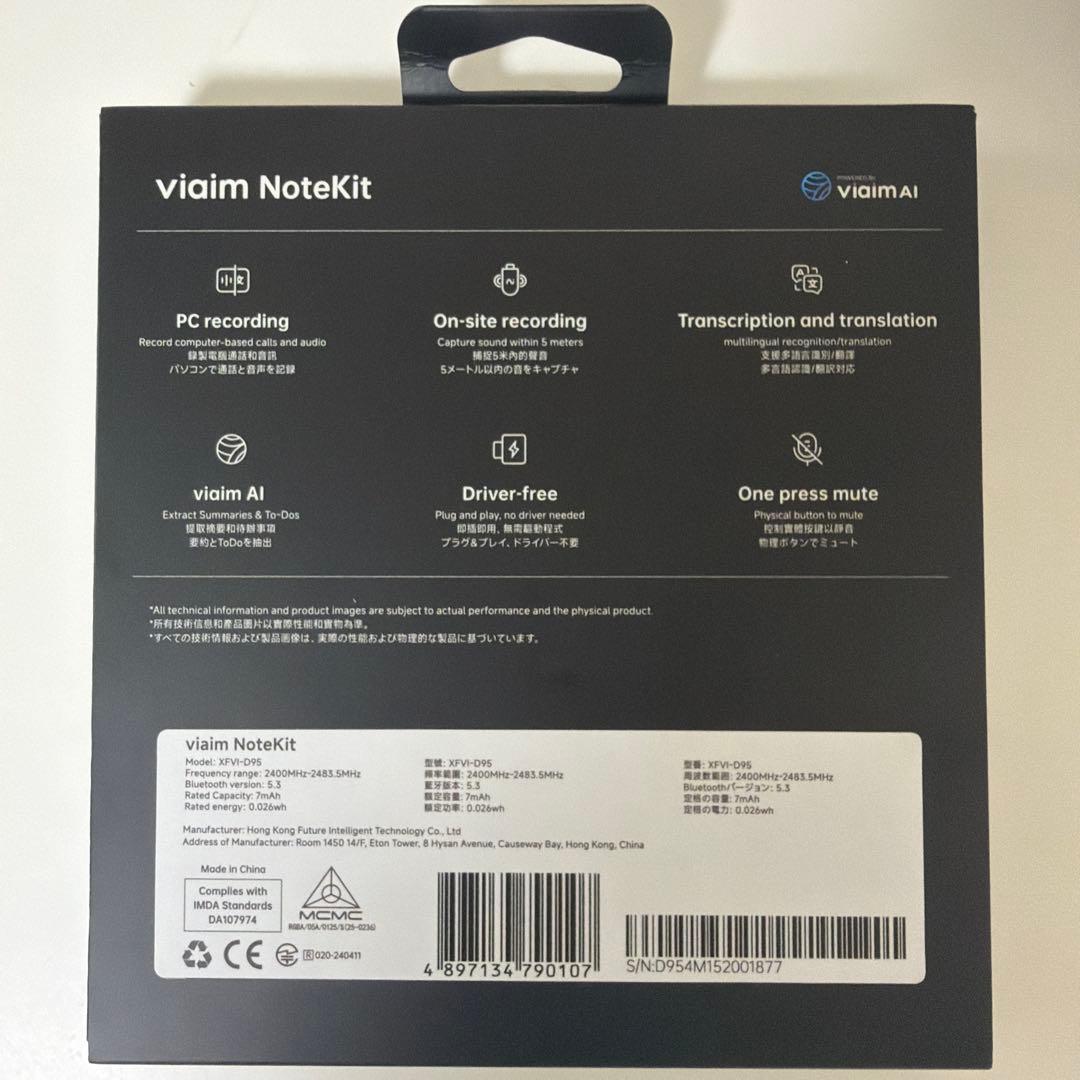 viaim NoteKit
POWERED BY
viaim AI
PC recording
Record computer-based calls and audio
錄製電腦通話和音訊
パソコンで通話と音声を記録
On-site recording
Capture sound within 5 meters
捕捉5米內的聲音
5メートル以内の音をキャプチャ
Transcription and translation
multilingual recognition/translation
支援多語言識別/翻譯
多言語認識/翻訳対応
viaim AI
Extract Summaries & To-Dos
提取摘要和待辦事項
要約とToDoを抽出
Driver-free
Plug and play, no driver needed
即插即用、無需驅動程式
プラグ&プレイ、ドライバー不要
One press mute
Physical button to mute
控制實體按鍵以靜音
物理ボタンでミュート
*All technical information and product images are subject to actual performance and the physical product.
*所有技術信息和產品圖片以實際性能和實物為準。
*すべての技術情報および製品画像は、実際の性能および物理的な製品に基づいています。
viaim NoteKit
Model: XFVI-D95
Frequency range: 2400MHz-2483.5MHz
Bluetooth version: 5.3
Rated Capacity: 7mAh
Rated energy: 0.026wh
型號: XFVI-D95
頻率範圍: 2400MHz-2483.5MHz
藍牙版本: 5.3
額定容量: 7mAh
額定功率: 0.026wh
型番: XFVI-D95
周波数範囲: 2400MHz-2483.5MHz
Bluetoothバージョン: 5.3
定格の容量: 7mAh
定格の電力: 0.026wh
Manufacturer: Hong Kong Future Intelligent Technology Co., Ltd
Address of Manufacturer: Room 1450 14/F, Eton Tower, 8 Hysan Avenue, Causeway Bay, Hong Kong, China
Made in China
Complies with
IMDA Standards
DA107974
MCMC
RGBA/05A/0125/S(25-0236)
CE
R 020-240411
4 897134 790107
S/N:D954M152001877